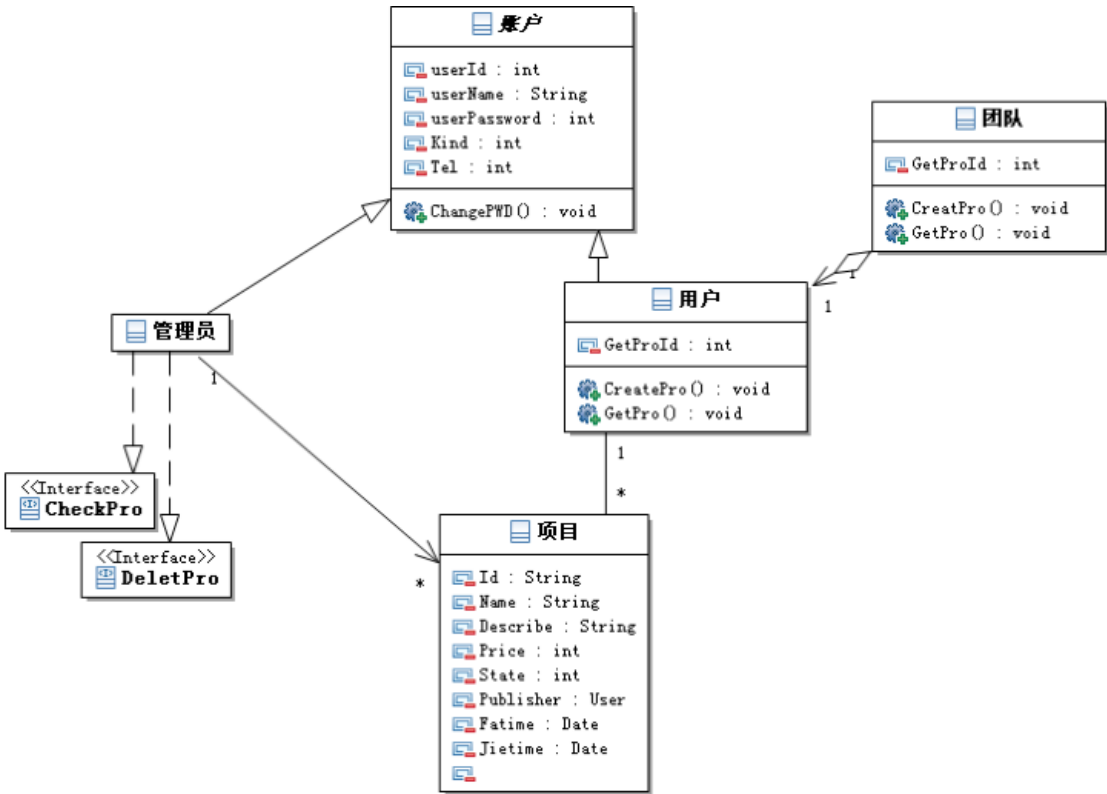 账户
userId : int
userName : String
userPassword : int
Kind : int
Tel : int
ChangePWD() : void
团队
GetProId : int
CreatPro() : void
GetPro() : void
1
1
用户
GetProId : int
CreatePro() : void
GetPro() : void
管理员
1
1
*
<<Interface>>
CheckPro
<<Interface>>
DeletPro
*
项目
Id : String
Name : String
Describe : String
Price : int
State : int
Publisher : User
Fatime : Date
Jietime : Date